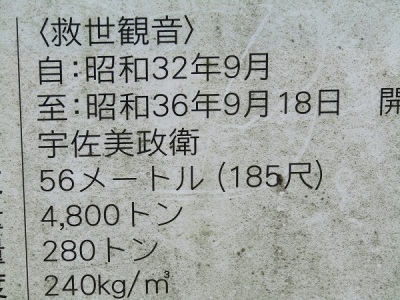 〈救世観音〉
自:昭和32年9月
至:昭和36年9月18日 開
宇佐美政衛
56メートル (185尺)
4,800トン
量 280トン
度 240kg/㎥